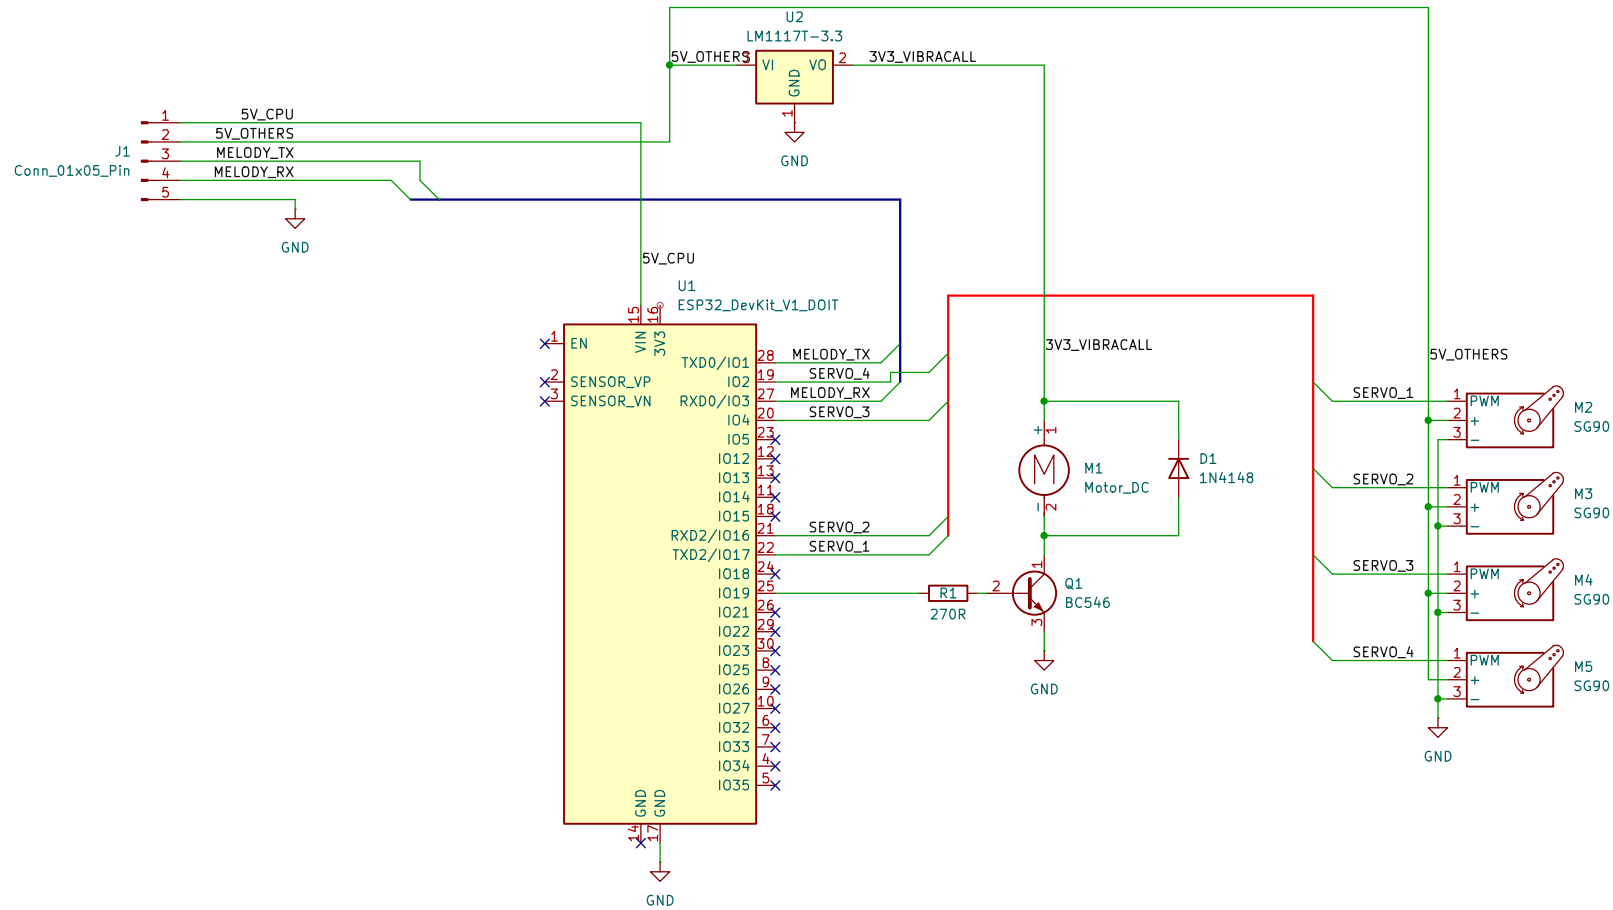 U2
LM1117T-3.3
5V_OTHERS
3
VI
VO
2
3V3_VIBRACALL
GND
1
GND
J1
Conn_01x05_Pin
1
5V_CPU
2
5V_OTHERS
3
MELODY_TX
4
MELODY_RX
5
GND
5V_CPU
U1
ESP32_DevKit_V1_DOIT
15
16
VIN
3V3
1
EN
2
SENSOR_VP
3
SENSOR_VN
TXD0/IO1
28
MELODY_TX
IO2
19
SERVO_4
RXD0/IO3
27
MELODY_RX
IO4
20
SERVO_3
IO5
23
IO12
12
IO13
13
IO14
11
IO15
18
RXD2/IO16
21
SERVO_2
TXD2/IO17
22
SERVO_1
IO18
24
IO19
25
IO21
26
IO22
29
IO23
30
IO25
8
IO26
9
IO27
10
IO32
6
IO33
7
IO34
4
IO35
5
GND
GND
14
17
GND
R1
270R
3V3_VIBRACALL
+
1
M
M1
Motor_DC
-
2
D1
1N4148
1
2
3
Q1
BC546
GND
5V_OTHERS
SERVO_1
1
PWM
2
+
3
-
M2
SG90
SERVO_2
1
PWM
2
+
3
-
M3
SG90
SERVO_3
1
PWM
2
+
3
-
M4
SG90
SERVO_4
1
PWM
2
+
3
-
M5
SG90
GND